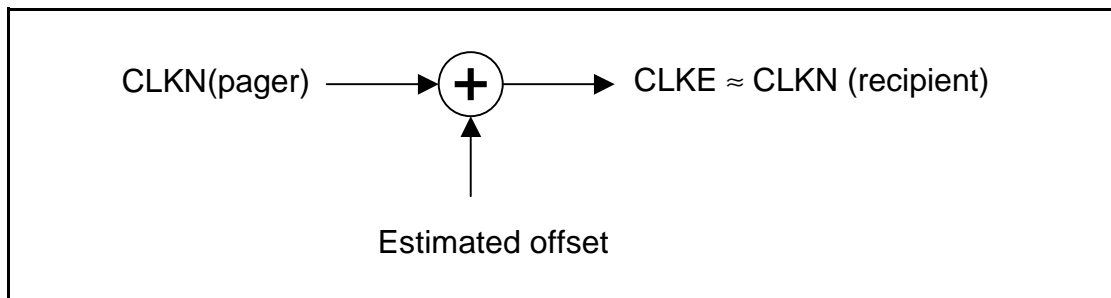 CLKN(pager)
+
CLKE ≈ CLKN (recipient)
Estimated offset